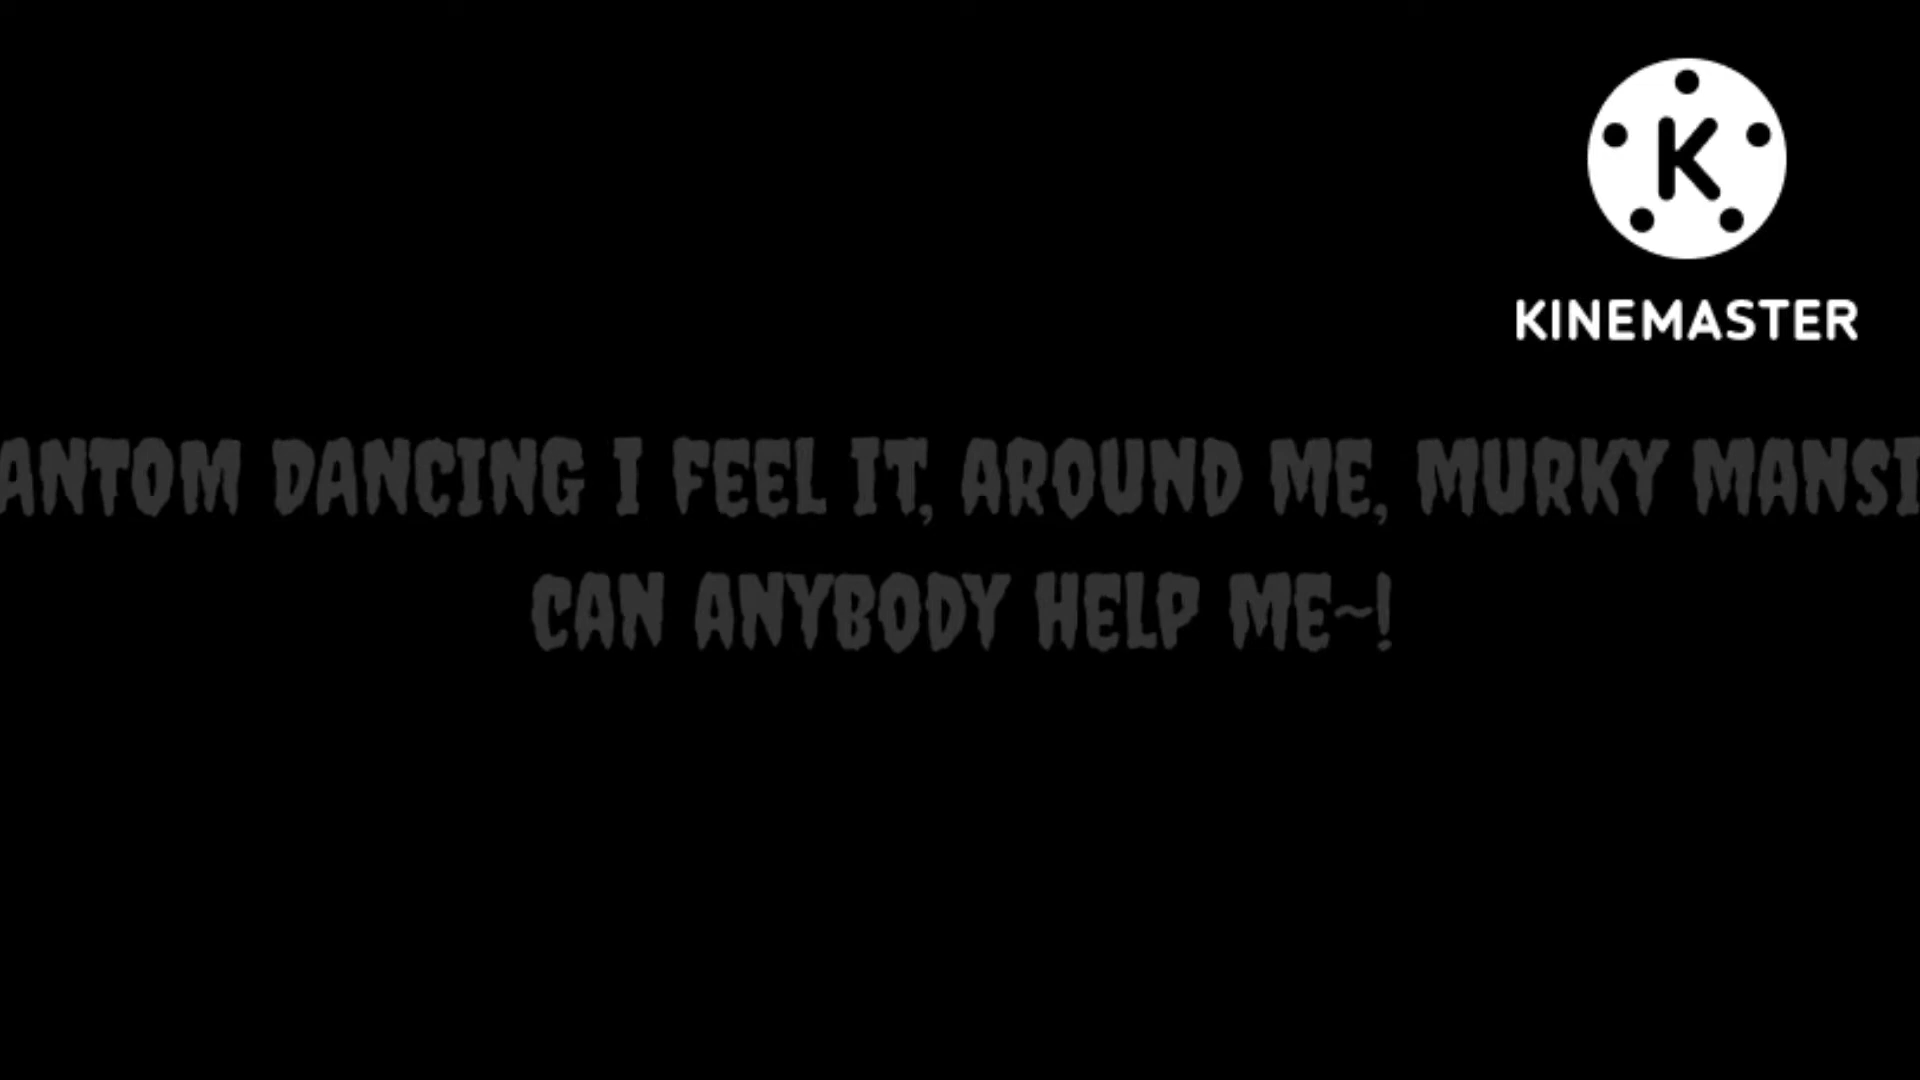 K
KINEMASTER
ANTOM DANCING I FEEL IT, AROUND ME, MURKY MANSI
CAN ANYBODY HELP ME~!